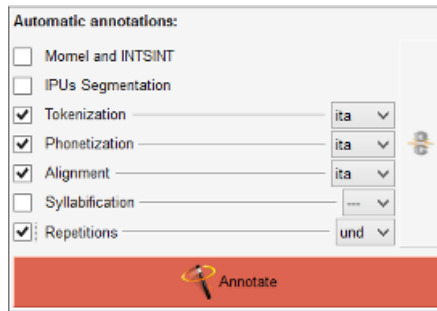 Automatic annotations:
Momel and INTSINT
IPUs Segmentation
Tokenization ita
Phonetization ita
Alignment ita
Syllabification ---
Repetitions und
Annotate